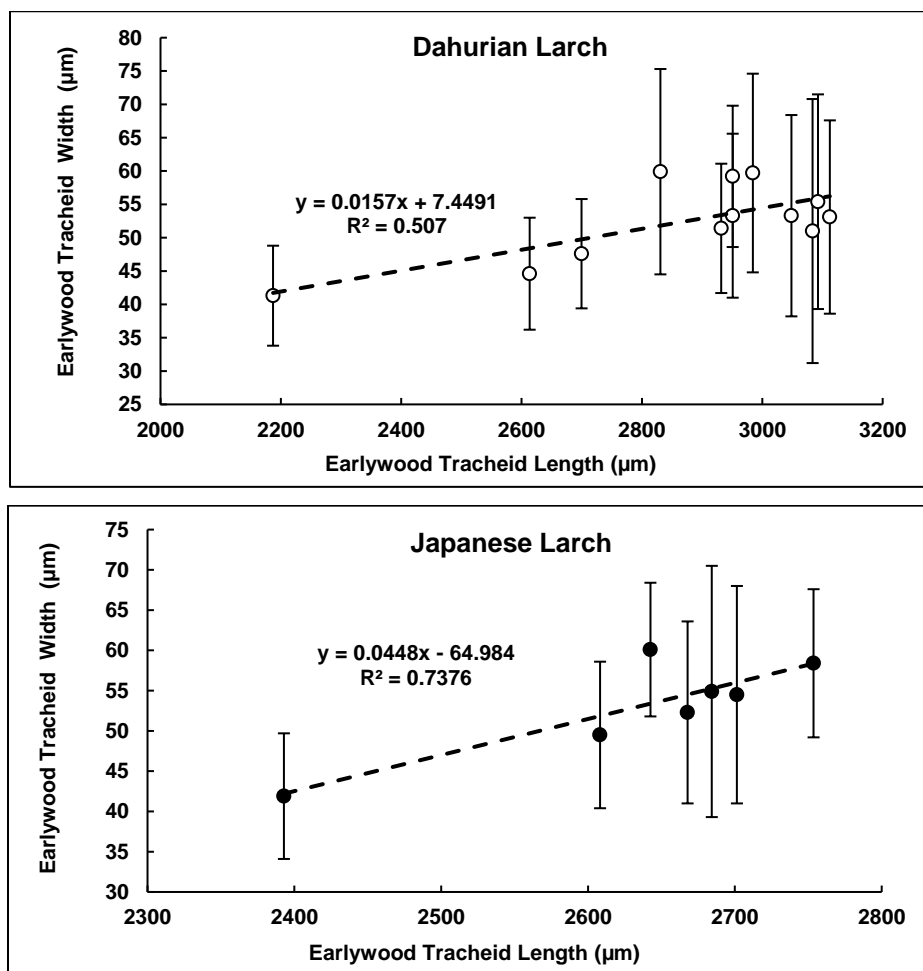 Dahurian Larch
Earlywood Tracheid Width (µm)
80
75
70
65
60
55
50
45
40
35
30
25
y = 0.0157x + 7.4491
R² = 0.507
2000 2200 2400 2600 2800 3000 3200
Earlywood Tracheid Length (µm)
Japanese Larch
Earlywood Tracheid Width (µm)
75
70
65
60
55
50
45
40
35
30
y = 0.0448x - 64.984
R² = 0.7376
2300 2400 2500 2600 2700 2800
Earlywood Tracheid Length (µm)